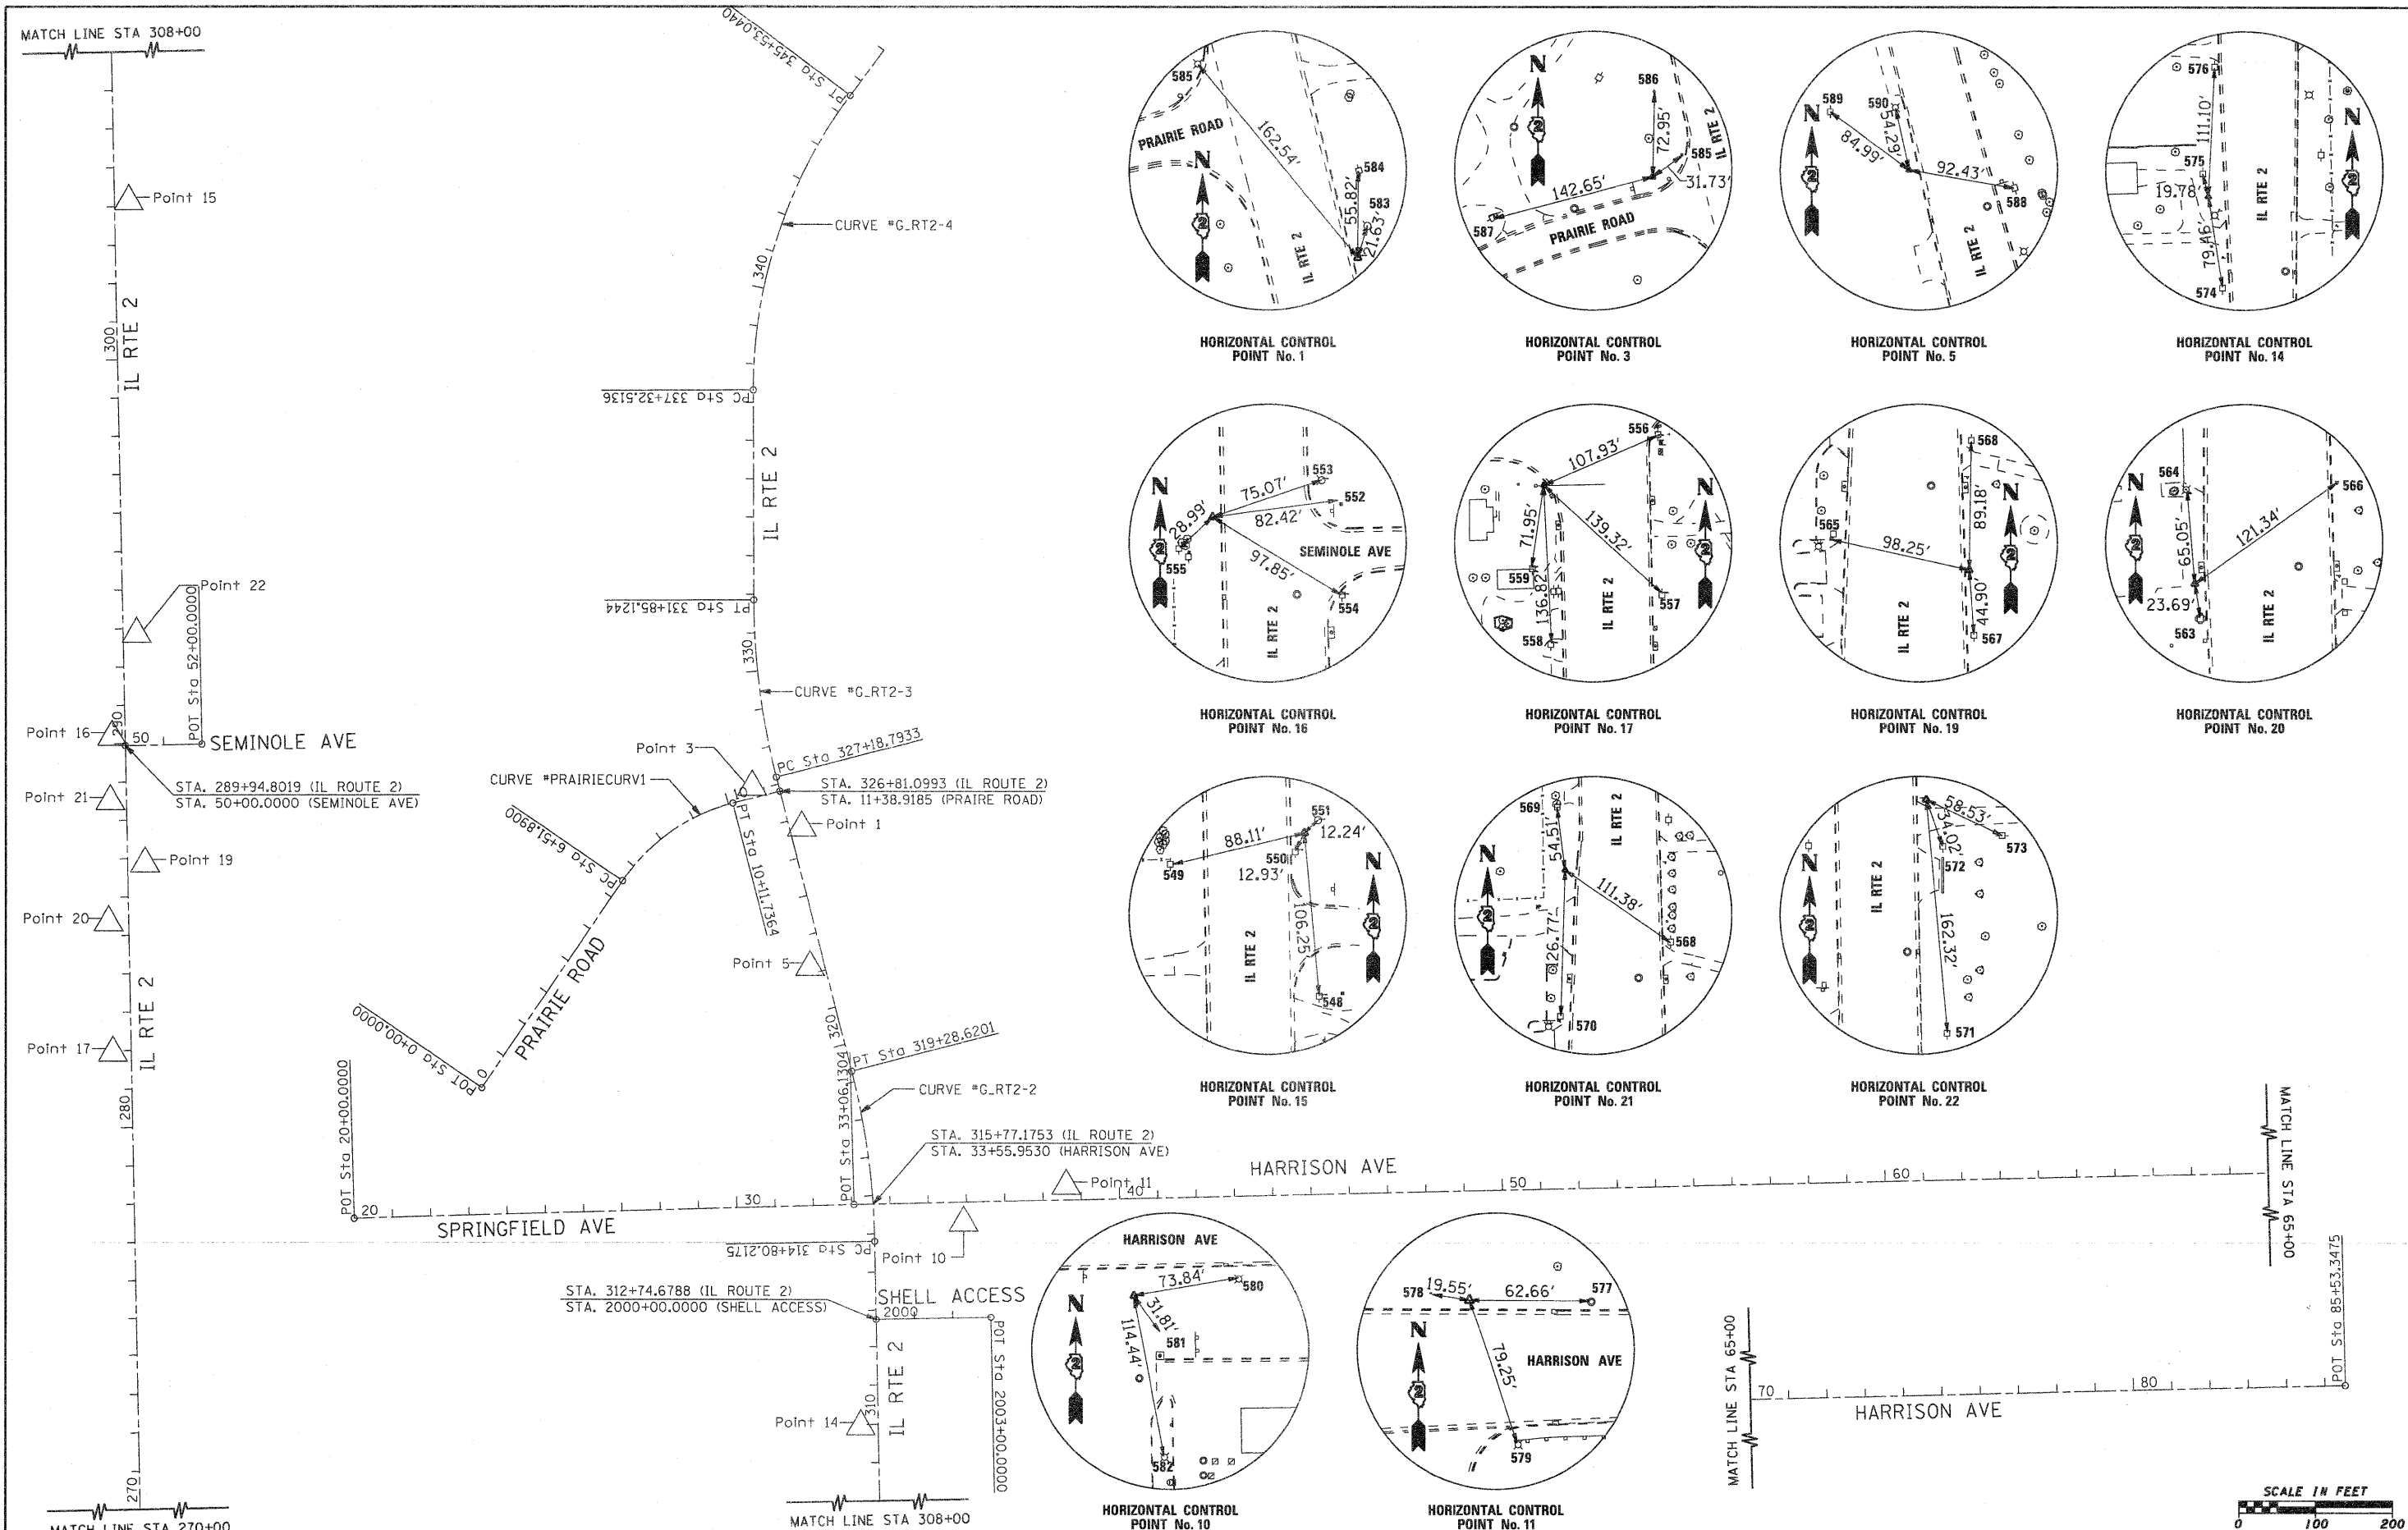 MATCH LINE STA 308+00
Point 15
300
IL RTE 2
Point 22
POT Sta 52+00.0000
Point 16
290
50
SEMINOLE AVE
STA. 289+94.8019 (IL ROUTE 2)
STA. 50+00.0000 (SEMINOLE AVE)
Point 21
Point 19
Point 20
IL RTE 2
Point 17
280
270
MATCH LINE STA 270+00
PT Sta 345+53.0440
CURVE #G_RT2-4
340
PC Sta 337+32.5136
IL RTE 2
PT Sta 331+85.1244
330
CURVE #G_RT2-3
Point 3
PC Sta 327+18.7933
CURVE #PRAIRIECURV1
STA. 326+81.0993 (IL ROUTE 2)
STA. 11+38.9185 (PRAIRE ROAD)
10
PT Sta 10+11.7364
Point 1
PC Sta 6+51.8900
Point 5
PRAIRIE ROAD
POT Sta 0+00.0000
0
320
PT Sta 319+28.6201
CURVE #G_RT2-2
POT Sta 33+06.1304
POT Sta 20+00.0000
STA. 315+77.1753 (IL ROUTE 2)
STA. 33+55.9530 (HARRISON AVE)
20
30
SPRINGFIELD AVE
Point 11
40
HARRISON AVE
50
60
MATCH LINE STA 65+00
PC Sta 314+80.2175
Point 10
STA. 312+74.6788 (IL ROUTE 2)
STA. 2000+00.0000 (SHELL ACCESS)
SHELL ACCESS
2000
POT Sta 2003+00.0000
IL RTE 2
Point 14
310
MATCH LINE STA 308+00
585
PRAIRIE ROAD
162.54'
584
55.82'
583
21.63'
N
2
IL RTE 2
HORIZONTAL CONTROL
POINT No. 1
N
2
586
72.95'
IL RTE 2
585
31.73'
142.65'
587
PRAIRIE ROAD
HORIZONTAL CONTROL
POINT No. 3
589
590
N
2
54.29'
84.99'
92.43'
588
IL RTE 2
HORIZONTAL CONTROL
POINT No. 5
576
111.10'
N
2
575
19.78'
79.46'
574
IL RTE 2
HORIZONTAL CONTROL
POINT No. 14
N
2
553
75.07'
552
82.42'
28.99'
555
SEMINOLE AVE
97.85'
554
IL RTE 2
HORIZONTAL CONTROL
POINT No. 16
556
107.93'
N
2
71.95'
139.32'
559
136.82'
557
558
IL RTE 2
HORIZONTAL CONTROL
POINT No. 17
568
N
2
89.18'
565
98.25'
44.90'
567
IL RTE 2
HORIZONTAL CONTROL
POINT No. 19
564
566
N
2
65.05'
121.34'
23.69'
563
IL RTE 2
HORIZONTAL CONTROL
POINT No. 20
551
88.11'
12.24'
549
550
12.93'
N
2
106.25'
548
IL RTE 2
HORIZONTAL CONTROL
POINT No. 15
569
IL RTE 2
54.51'
N
2
111.38'
126.77'
568
570
HORIZONTAL CONTROL
POINT No. 21
58.53'
573
34.02'
572
N
2
IL RTE 2
162.32'
571
HORIZONTAL CONTROL
POINT No. 22
HARRISON AVE
73.84'
580
N
2
31.81'
581
114.44'
582
HORIZONTAL CONTROL
POINT No. 10
578
19.55'
62.66'
577
N
2
79.25'
HARRISON AVE
579
HORIZONTAL CONTROL
POINT No. 11
MATCH LINE STA 65+00
70
80
HARRISON AVE
POT Sta 85+53.3475
SCALE IN FEET
0 100 200